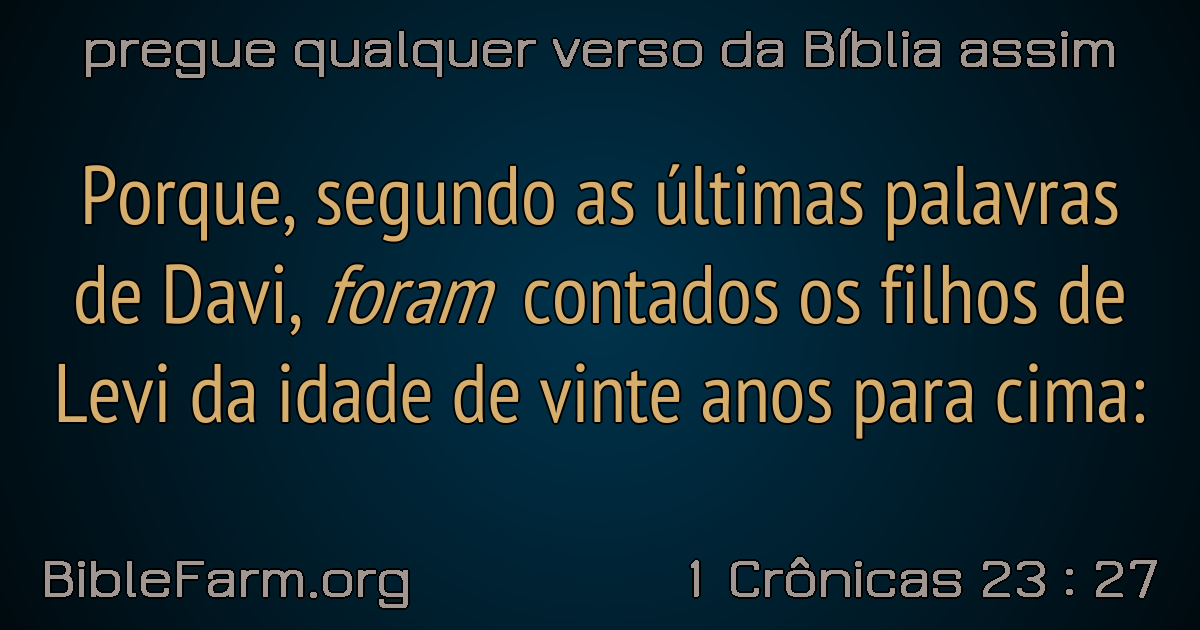 pregue qualquer verso da Bíblia assim
Porque, segundo as últimas palavras
de Davi, foram contados os filhos de
Levi da idade de vinte anos para cima:
BibleFarm.org
1 Crônicas 23 : 27